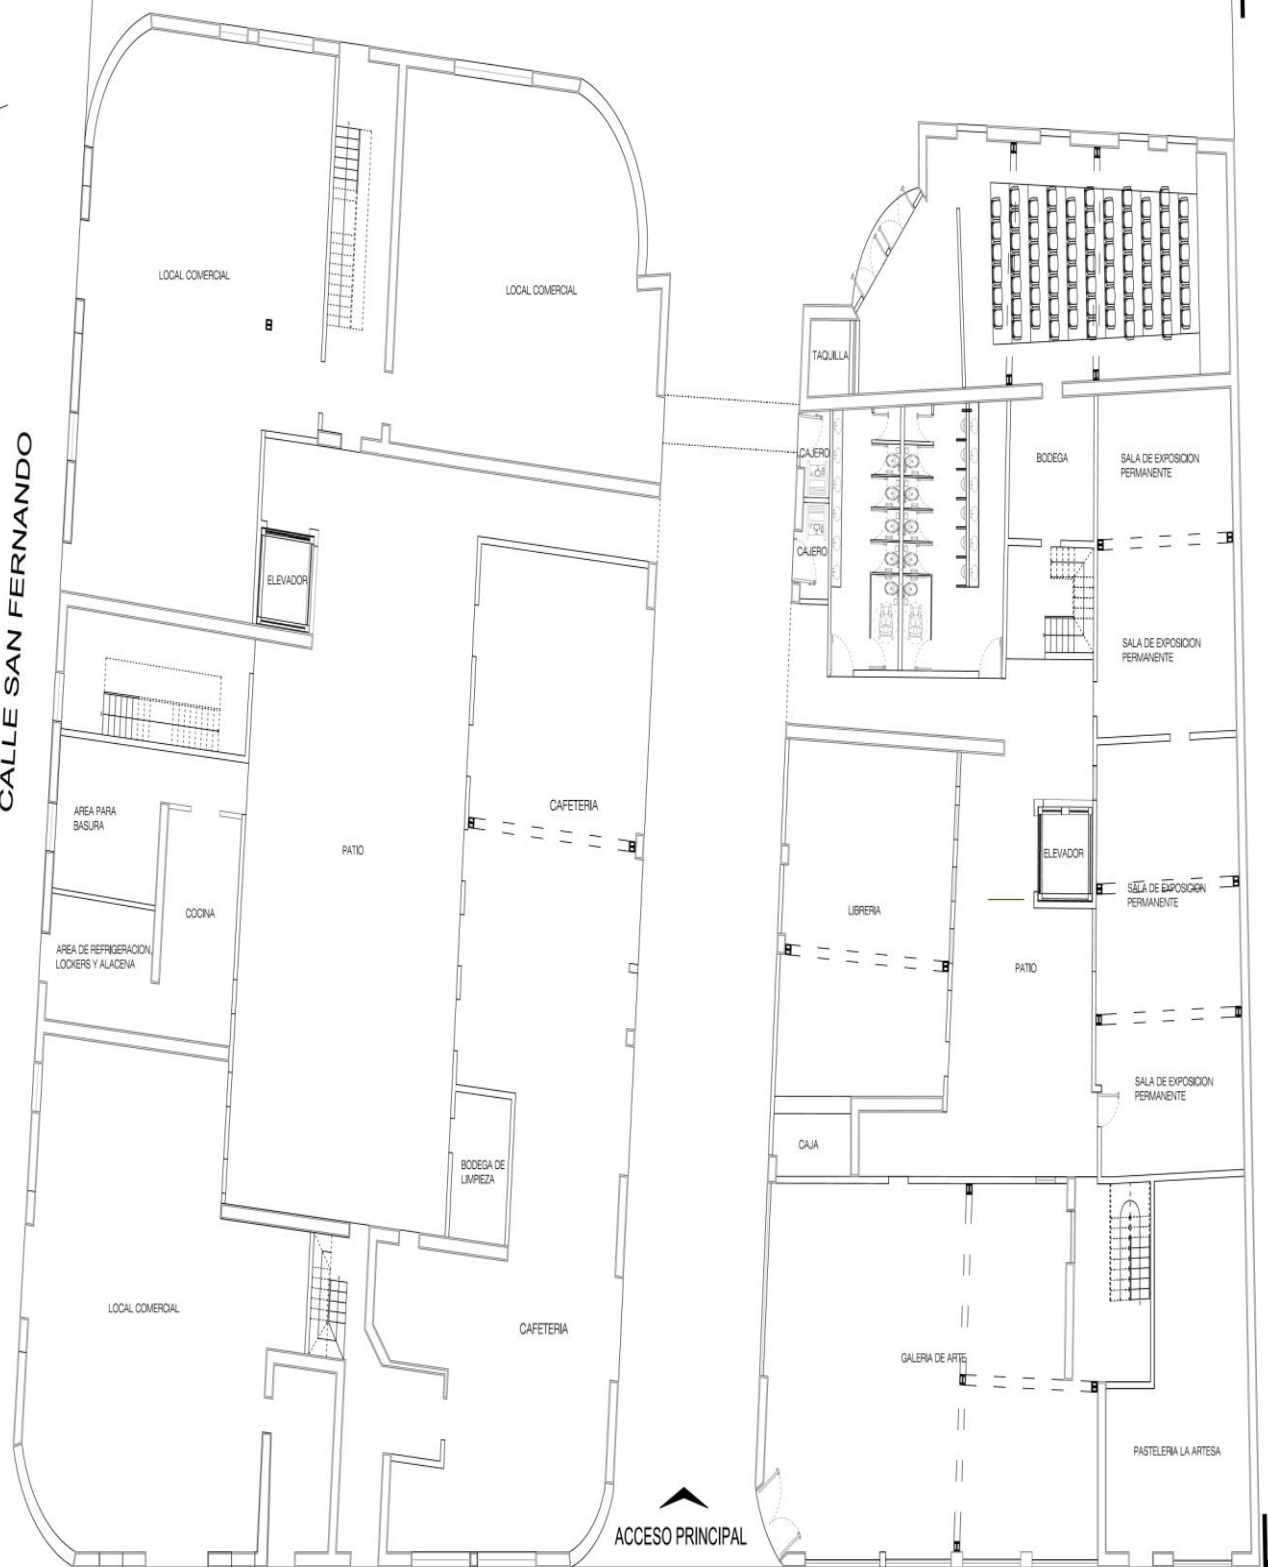 LOCAL COMERCIAL
LOCAL COMERCIAL
TAQUILLA
CALLE SAN FERNANDO
CAJERO
BODEGA
SALA DE EXPOSICION
PERMANENTE
CAJERO
ELEVADOR
SALA DE EXPOSICION
PERMANENTE
AREA PARA
BASURA
CAFETERIA
PATIO
ELEVADOR
COCINA
LIBRERIA
SALA DE EXPOSICION
PERMANENTE
AREA DE REFRIGERACION,
LOCKERS Y ALACENA
PATIO
SALA DE EXPOSICION
PERMANENTE
CAJA
BODEGA DE
LIMPIEZA
LOCAL COMERCIAL
CAFETERIA
GALERIA DE ARTE
PASTELERIA LA ARTESA
ACCESO PRINCIPAL